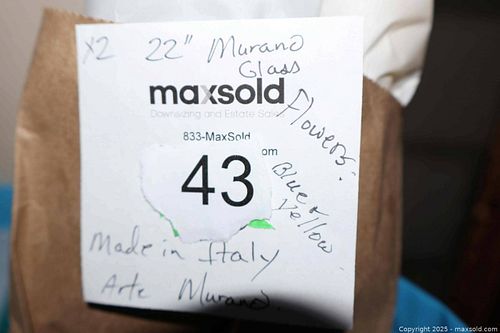 x2 22" Murano
Glass
Flowers.
Blue &
Yellow.
maxsold
Downsizing and Estate Sales
833-MaxSold
om
43
Made in Italy
Arte Murano.
Copyright 2025 - maxsold.com